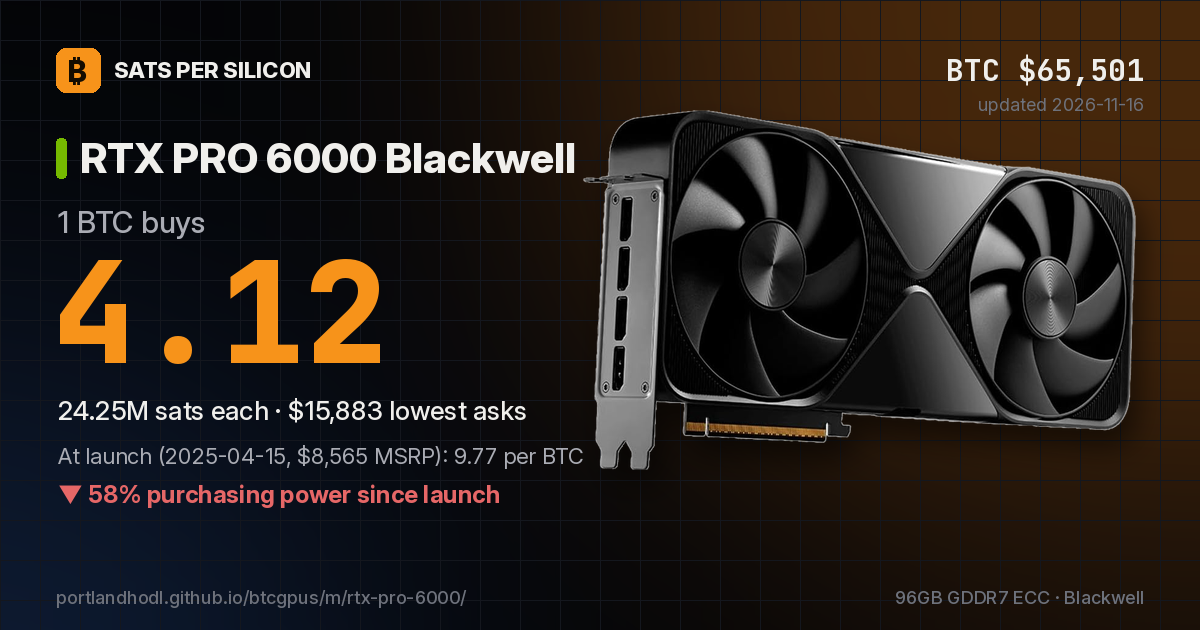 ₿ SATS PER SILICON
BTC $65,501
updated 2026-11-16
RTX PRO 6000 Blackwell
1 BTC buys
4.12
24.25M sats each · $15,883 lowest asks
At launch (2025-04-15, $8,565 MSRP): 9.77 per BTC
▼ 58% purchasing power since launch
portlandhodl.github.io/btcgpus/m/rtx-pro-6000/
96GB GDDR7 ECC · Blackwell